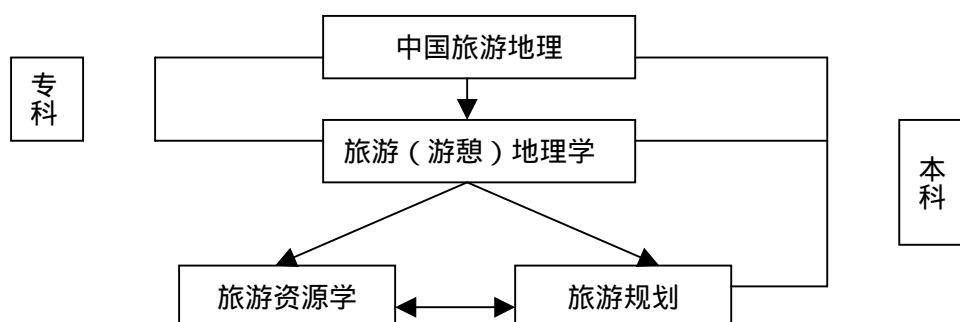 中国旅游地理
专
科
旅游（游憩）地理学
本
科
旅游资源学
旅游规划